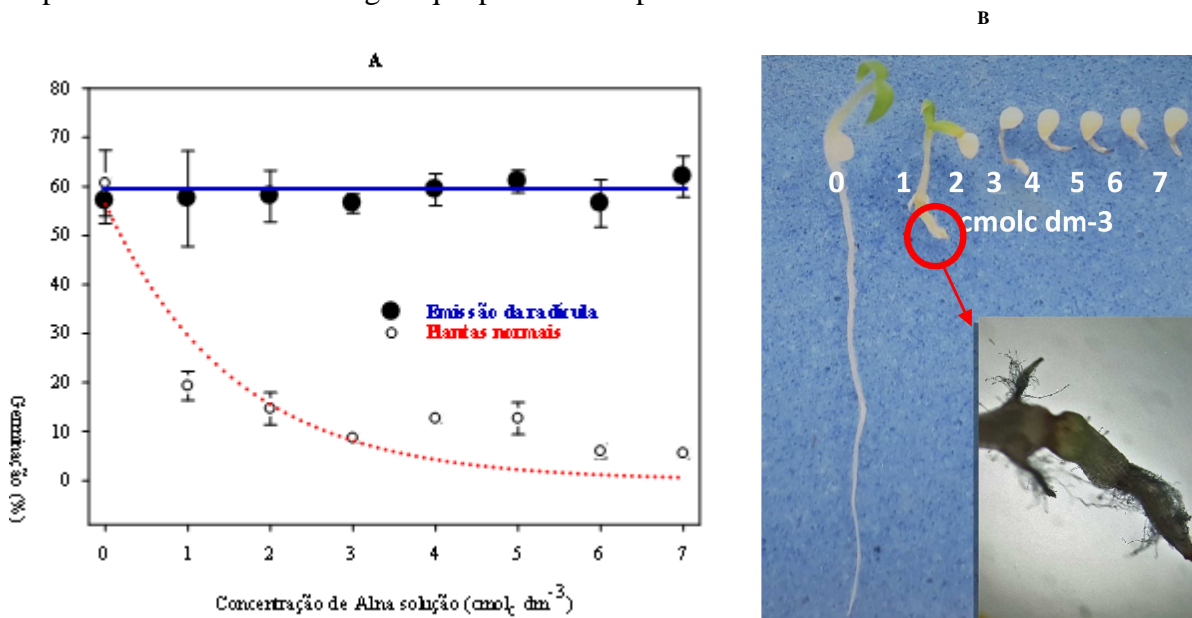 B
A
80
70
60
50
40
30
20
10
0
Germinação (%)
Emissão da radícula
Plantas normais
0 1 2 3 4 5 6 7
Concentração de Alna solução (cmolc dm-3)
0 1 2 3 4 5 6 7
cmolc dm-3